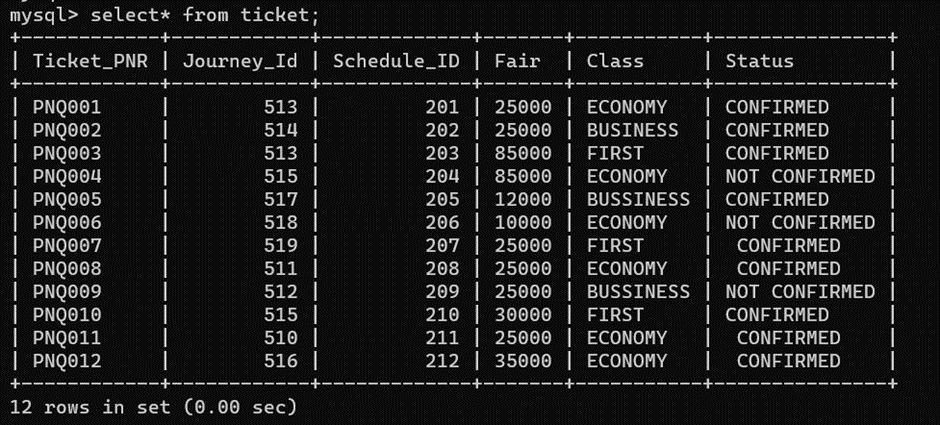 mysql> select* from ticket;
+------------+------------+-------------+-------+-----------+---------------+
| Ticket_PNR | Journey_Id | Schedule_ID | Fair  | Class     | Status        |
+------------+------------+-------------+-------+-----------+---------------+
| PNQ001     |        513 |         201 | 25000 | ECONOMY   | CONFIRMED     |
| PNQ002     |        514 |         202 | 25000 | BUSINESS  | CONFIRMED     |
| PNQ003     |        513 |         203 | 85000 | FIRST     | CONFIRMED     |
| PNQ004     |        515 |         204 | 85000 | ECONOMY   | NOT CONFIRMED |
| PNQ005     |        517 |         205 | 12000 | BUSSINESS | CONFIRMED     |
| PNQ006     |        518 |         206 | 10000 | ECONOMY   | NOT CONFIRMED |
| PNQ007     |        519 |         207 | 25000 | FIRST     |  CONFIRMED    |
| PNQ008     |        511 |         208 | 25000 | ECONOMY   |  CONFIRMED    |
| PNQ009     |        512 |         209 | 25000 | BUSSINESS | NOT CONFIRMED |
| PNQ010     |        515 |         210 | 30000 | FIRST     | CONFIRMED     |
| PNQ011     |        510 |         211 | 25000 | ECONOMY   |  CONFIRMED    |
| PNQ012     |        516 |         212 | 35000 | ECONOMY   |  CONFIRMED    |
+------------+------------+-------------+-------+-----------+---------------+
12 rows in set (0.00 sec)